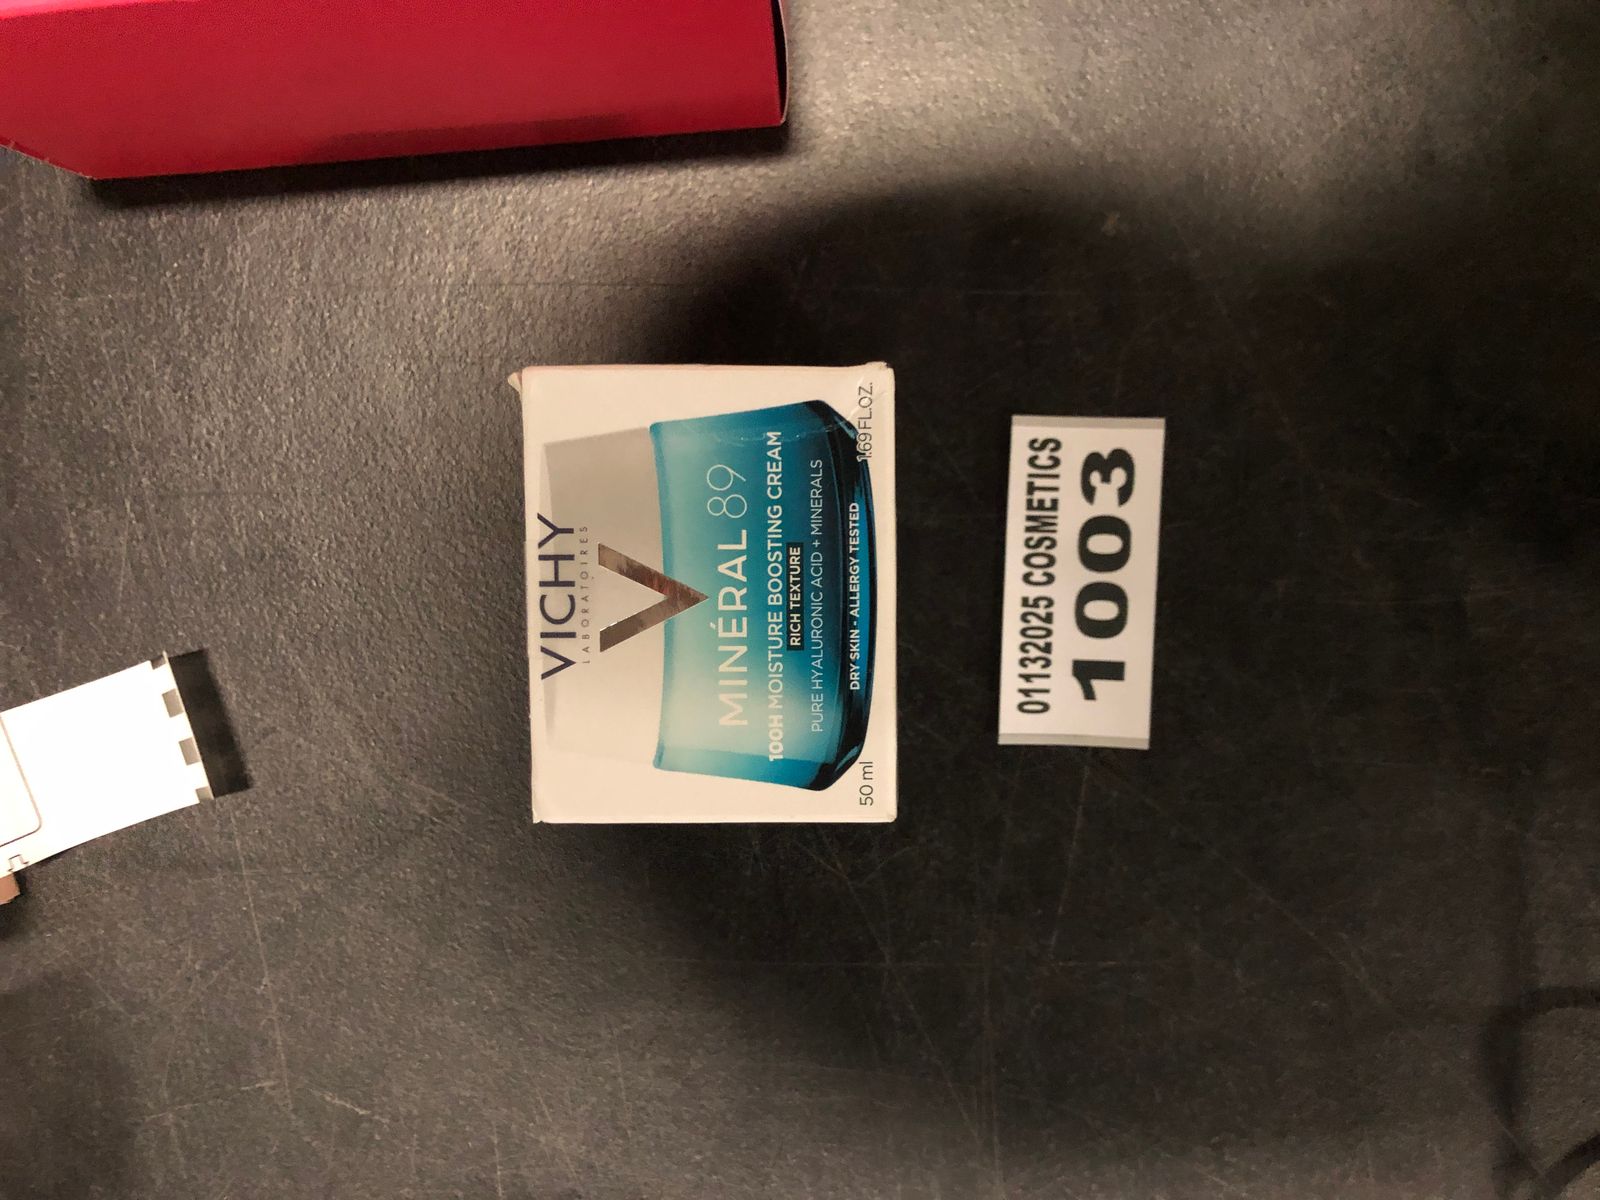 VICHY
LABORATOIRES
MINÉRAL 89
100H MOISTURE BOOSTING CREAM
RICH TEXTURE
PURE HYALURONIC ACID + MINERALS
DRY SKIN - ALLERGY TESTED
50 ml 1.69 FL.OZ.
01132025 COSMETICS
1003